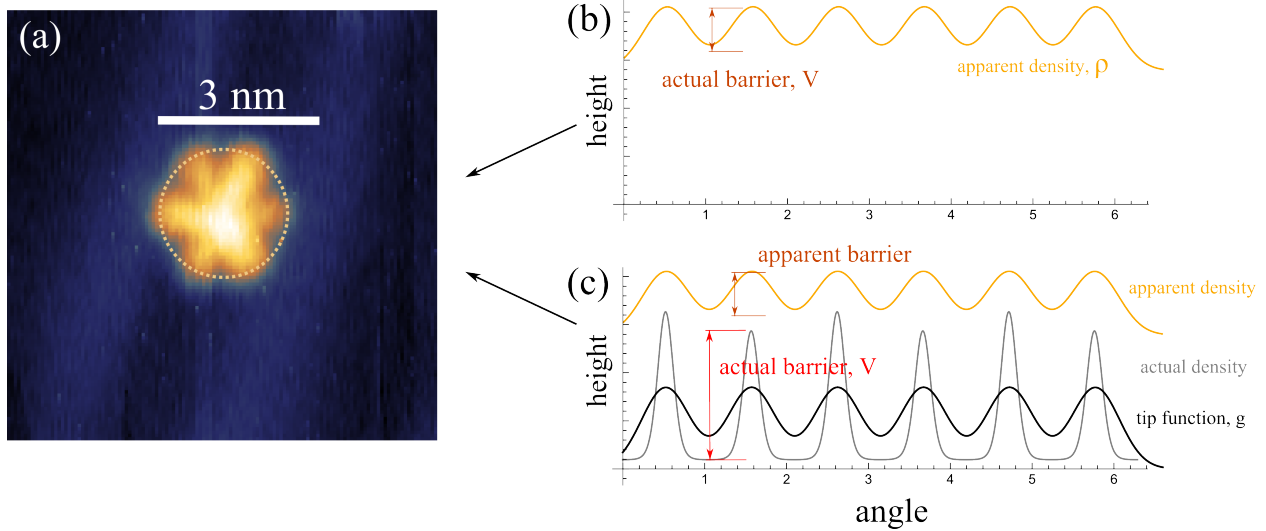 (a)
3 nm
(b)
height
actual barrier, V
apparent density, ρ
1 2 3 4 5 6
(c)
height
apparent barrier
apparent density
actual barrier, V
actual density
tip function, g
1 2 3 4 5 6
angle